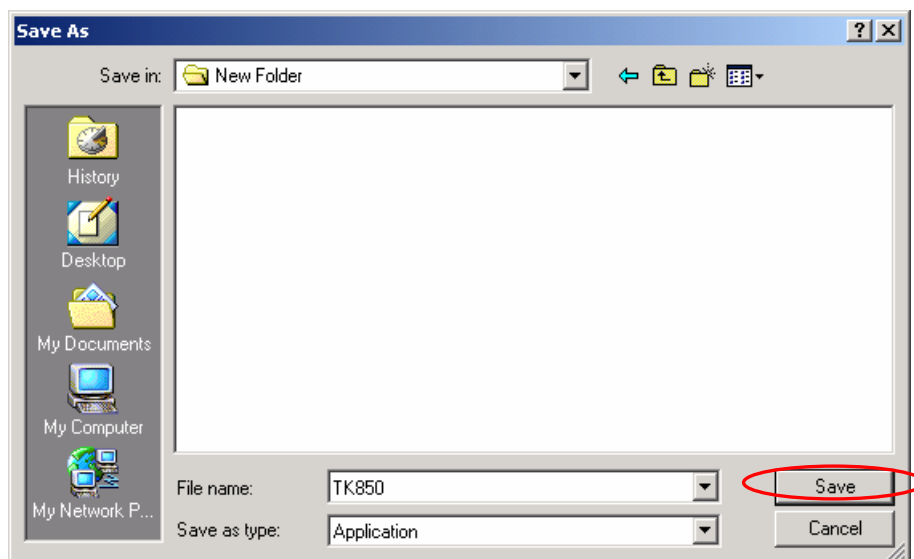 Save As
Save in: New Folder
History
Desktop
My Documents
My Computer
My Network P...
File name: TK850 Save
Save as type: Application Cancel